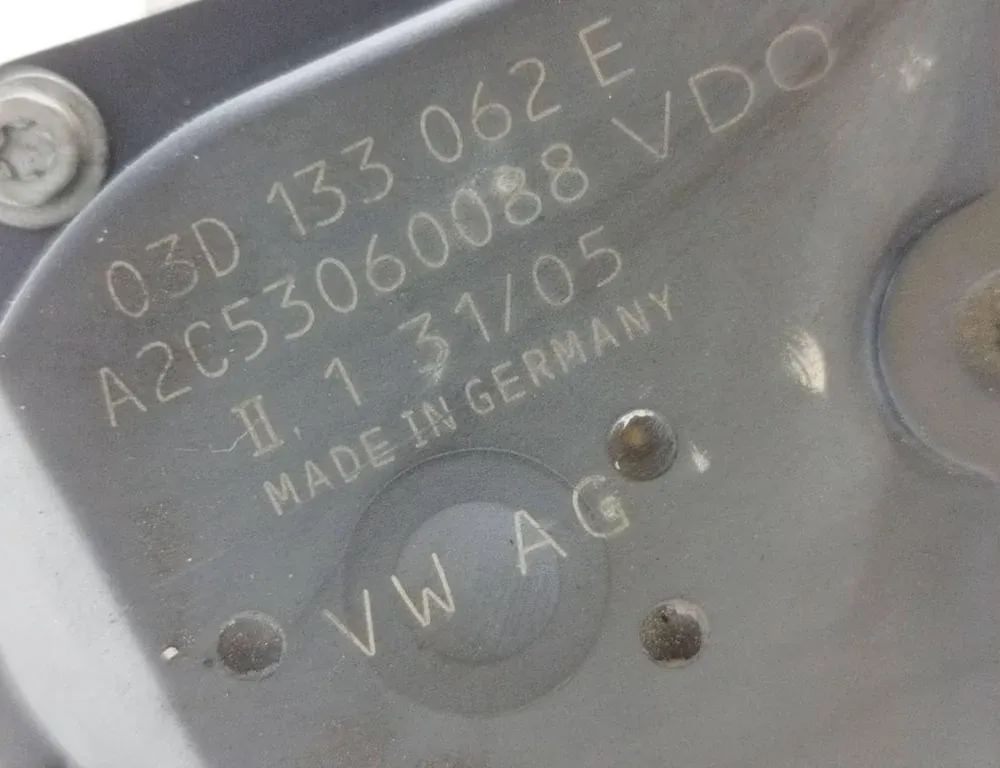 03D 133 062 E
A2C53060088 VDO
II. 1 31/05
MADE IN GERMANY
VW AG